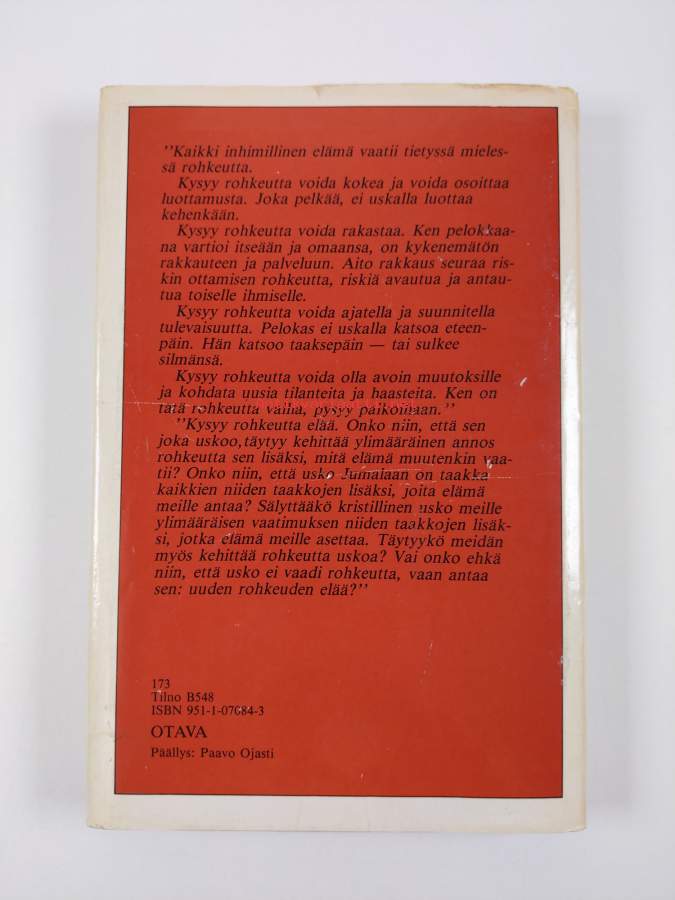 "Kaikki inhimillinen elämä vaatii tietyssä mieles-
sä rohkeutta.
Kysyy rohkeutta voida kokea ja voida osoittaa
luottamusta. Joka pelkää, ei uskalla luottaa
kehenkään.
Kysyy rohkeutta voida rakastaa. Ken pelokkaa-
na vartioi itseään ja omaansa, on kykenemätön
rakkauteen ja palveluun. Aito rakkaus seuraa ris-
kin ottamisen rohkeutta, riskiä avautua ja antau-
tua toiselle ihmiselle.
Kysyy rohkeutta voida ajatella ja suunnitella
tulevaisuutta. Pelokas ei uskalla katsoa eteen-
päin. Hän katsoo taaksepäin — tai sulkee
silmänsä.
Kysyy rohkeutta voida olla avoin muutoksille
ja kohdata uusia tilanteita ja haasteita. Ken on
tätä rohkeutta vailla, pysyy paikoillaan."
"Kysyy rohkeutta elää. Onko niin, että sen
joka uskoo, täytyy kehittää ylimääräinen annos
rohkeutta sen lisäksi, mitä elämä muutenkin vaa-
tii? Onko niin, että usko Jumalaan on taakka
kaikkien niiden taakkojen lisäksi, joita elämä
meille antaa? Sälyttääkö kristillinen usko meille
ylimääräisen vaatimuksen niiden taakkojen lisäk-
si, jotka elämä meille asettaa. Täytyykö meidän
myös kehittää rohkeutta uskoa? Vai onko ehkä
niin, että usko ei vaadi rohkeutta, vaan antaa
sen: uuden rohkeuden elää?"
173
Tilno B548
ISBN 951-1-07084-3
OTAVA
Päällys: Paavo Ojasti